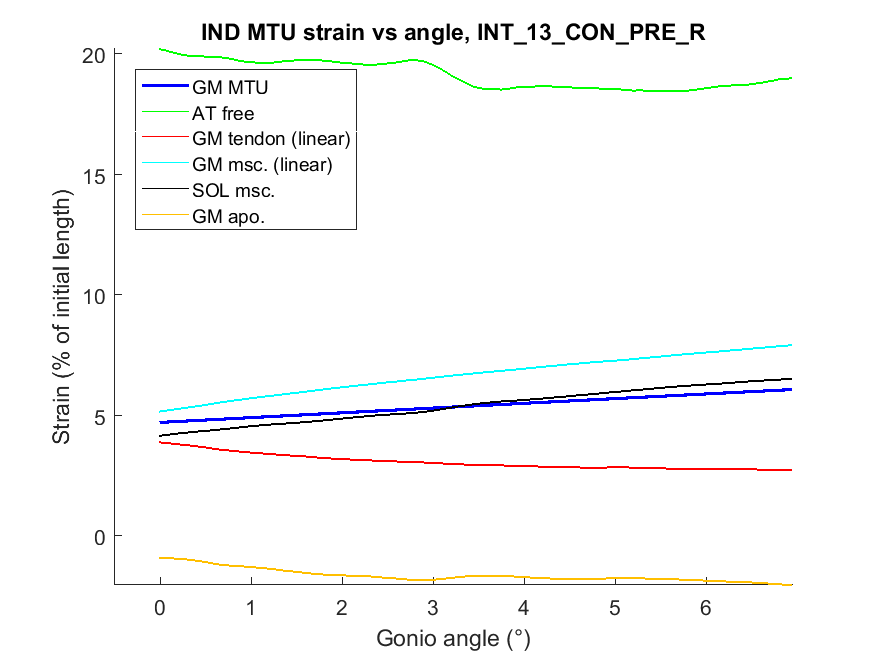 IND MTU strain vs angle, INT_13_CON_PRE_R
20
15
10
5
0
Strain (% of initial length)
GM MTU
AT free
GM tendon (linear)
GM msc. (linear)
SOL msc.
GM apo.
0 1 2 3 4 5 6
Gonio angle (°)